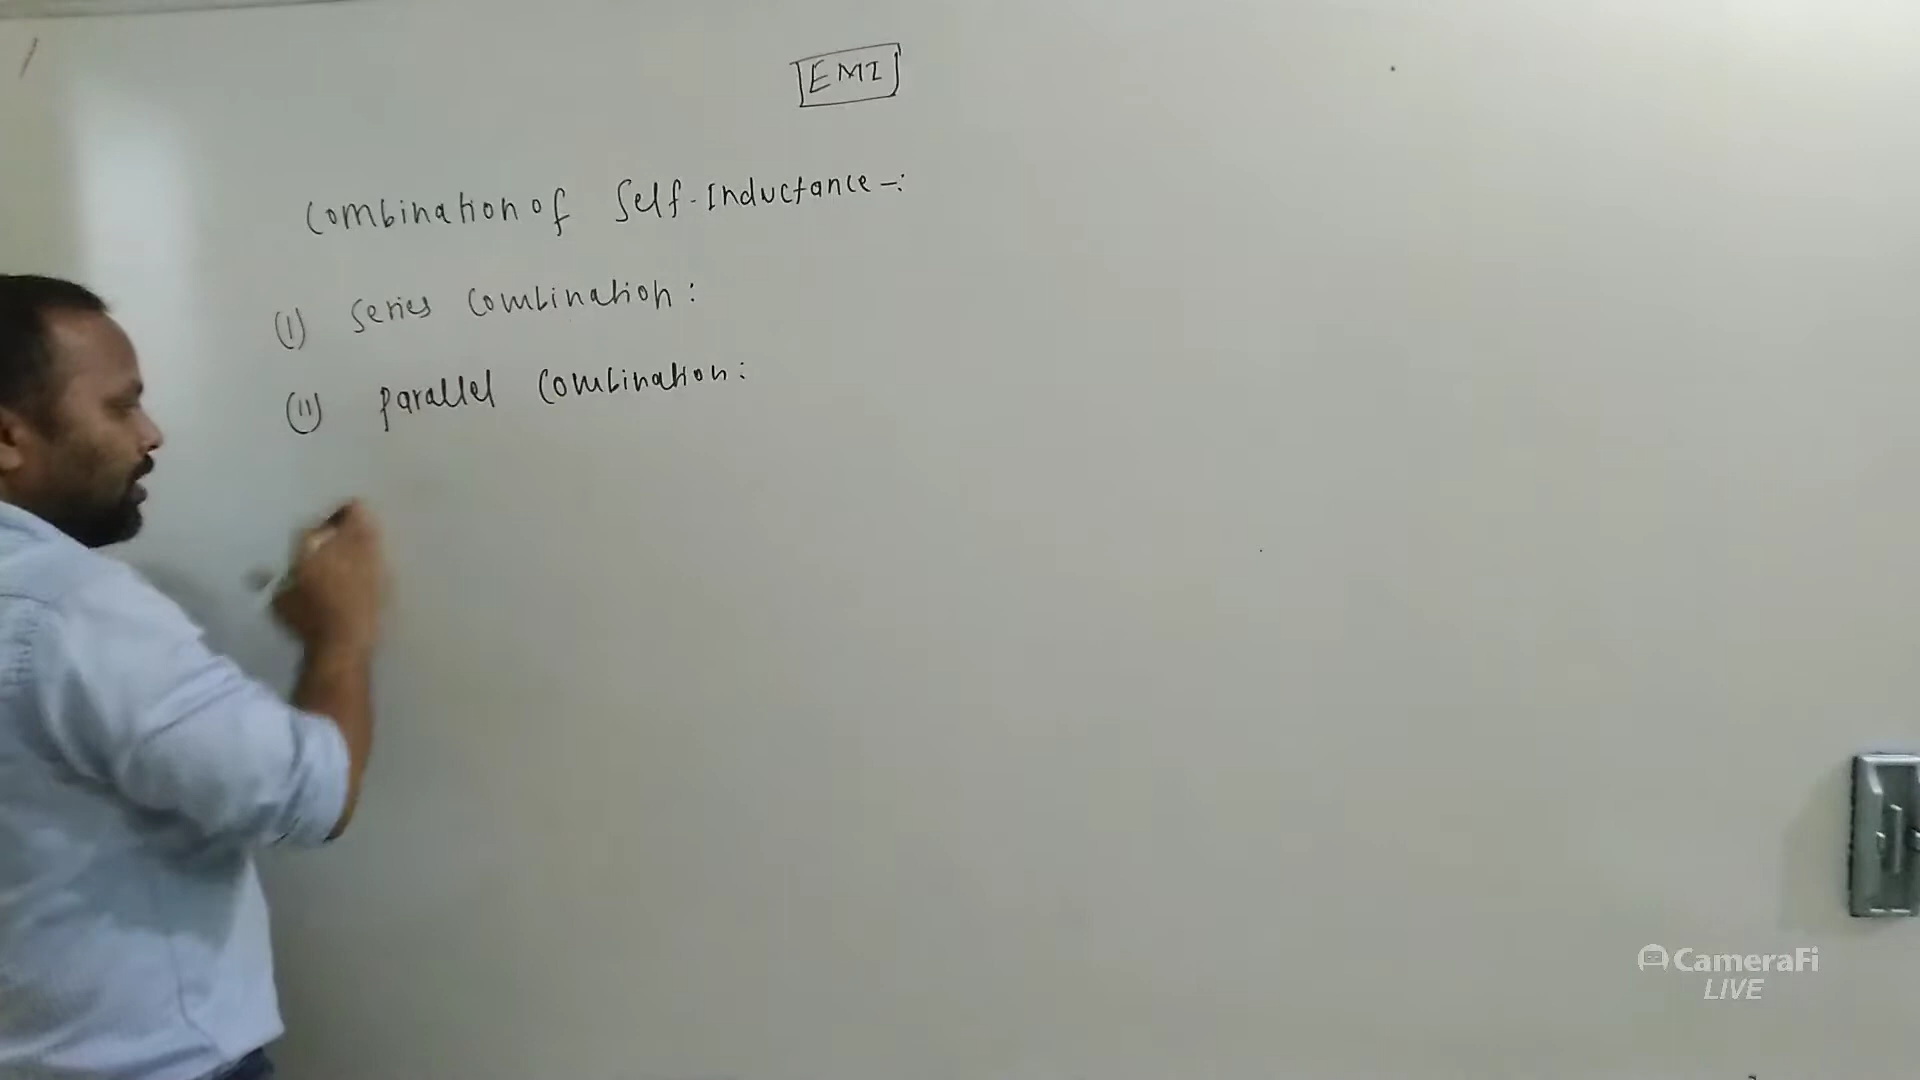 EMI
Combination of Self-Inductance -:
(I) Series Combination :
(II) Parallel Combination :
CameraFi
LIVE